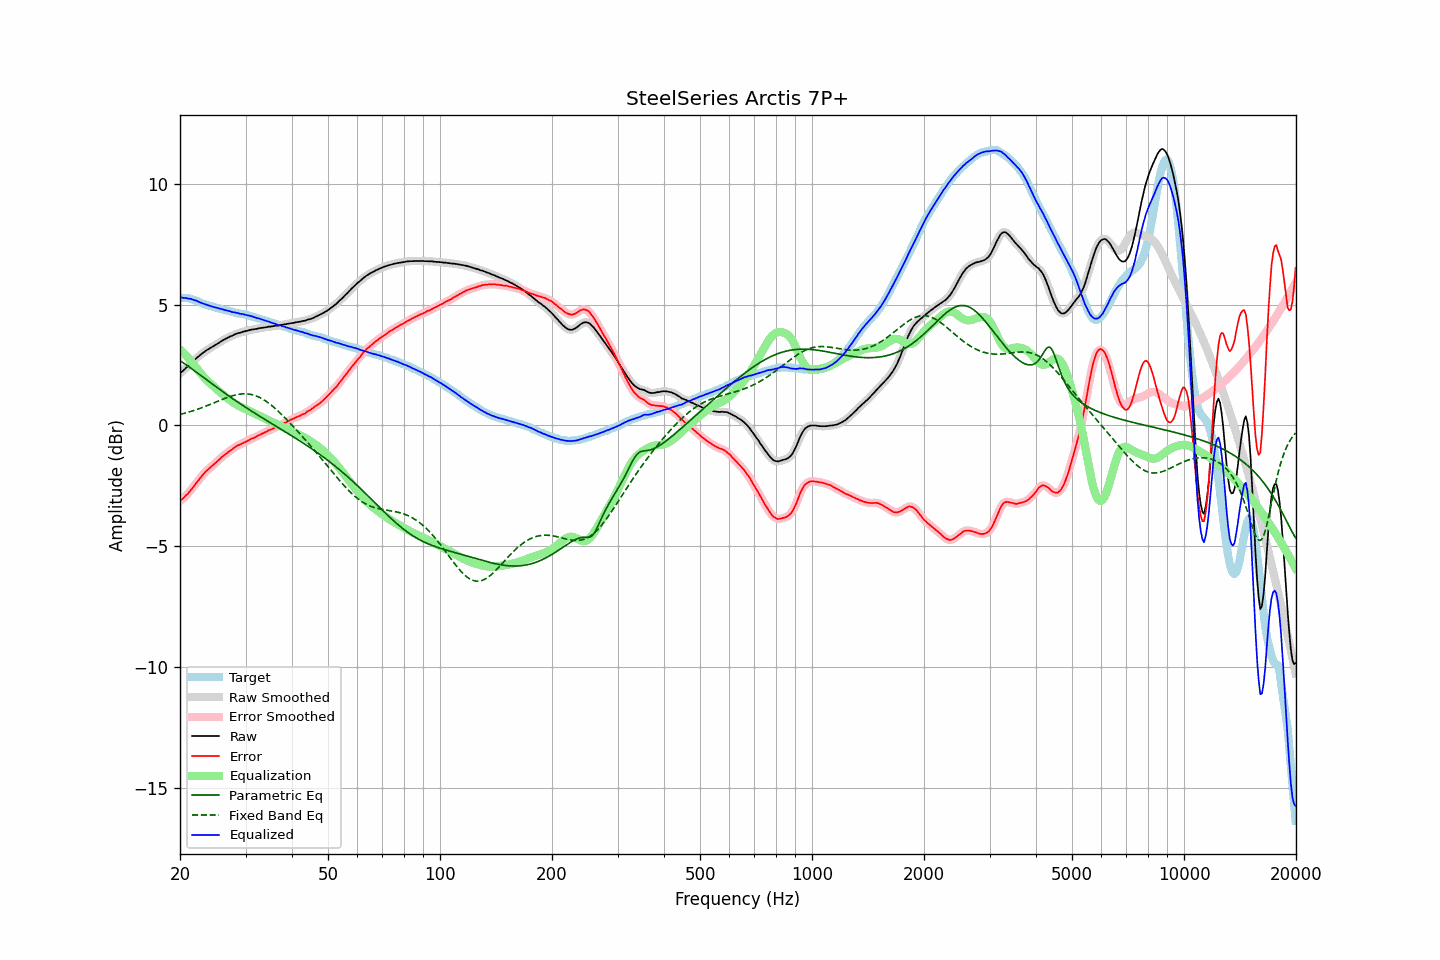 SteelSeries Arctis 7P+
Amplitude (dBr)
10
5
0
−5
−10
−15
Target
Raw Smoothed
Error Smoothed
Raw
Error
Equalization
Parametric Eq
Fixed Band Eq
Equalized
20 50 100 200 500 1000 2000 5000 10000 20000
Frequency (Hz)